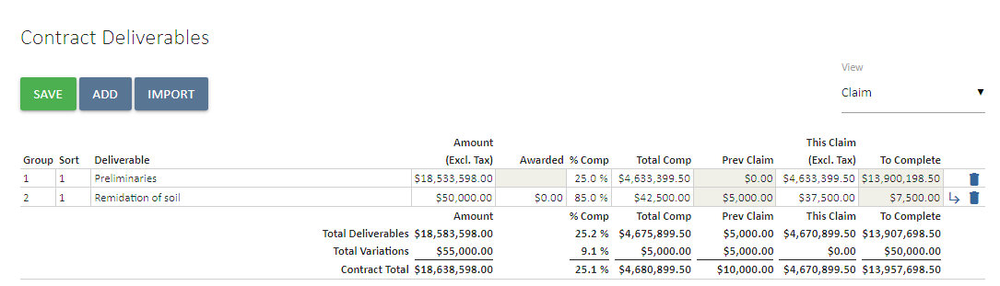 Contract Deliverables
View
SAVE ADD IMPORT Claim
Amount This Claim
Group Sort Deliverable (Excl. Tax) Awarded % Comp Total Comp Prev Claim (Excl. Tax) To Complete
1 1 Preliminaries $18,533,598.00 25.0 % $4,633,399.50 $0.00 $4,633,399.50 $13,900,198.50
2 1 Remidation of soil $50,000.00 $0.00 85.0 % $42,500.00 $5,000.00 $37,500.00 $7,500.00
Amount % Comp Total Comp Prev Claim This Claim To Complete
Total Deliverables $18,583,598.00 25.2 % $4,675,899.50 $5,000.00 $4,670,899.50 $13,907,698.50
Total Variations $55,000.00 9.1 % $5,000.00 $5,000.00 $0.00 $50,000.00
Contract Total $18,638,598.00 25.1 % $4,680,899.50 $10,000.00 $4,670,899.50 $13,957,698.50